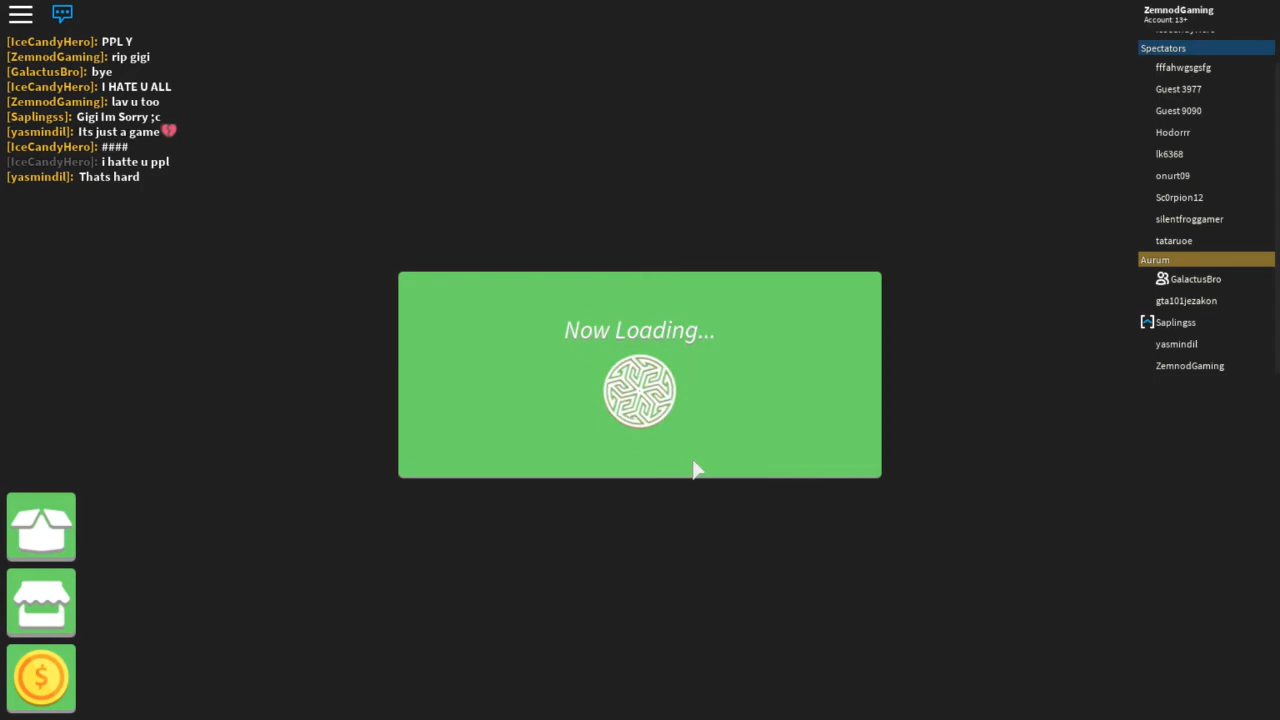 [IceCandyHero]: PPL Y
[ZemnodGaming]: rip gigi
[GalactusBro]: bye
[IceCandyHero]: I HATE U ALL
[ZemnodGaming]: lav u too
[Saplingss]: Gigi Im Sorry ;c
[yasmindil]: Its just a game💔
[IceCandyHero]: ####
[IceCandyHero]: i hatte u ppl
[yasmindil]: Thats hard
Now Loading...
$
ZemnodGaming
Account: 13+
Spectators
fffahwgsgsfg
Guest 3977
Guest 9090
Hodorrr
lk6368
onurt09
Sc0rpion12
silentfroggamer
tataruoe
Aurum
GalactusBro
gta101jezakon
Saplingss
yasmindil
ZemnodGaming